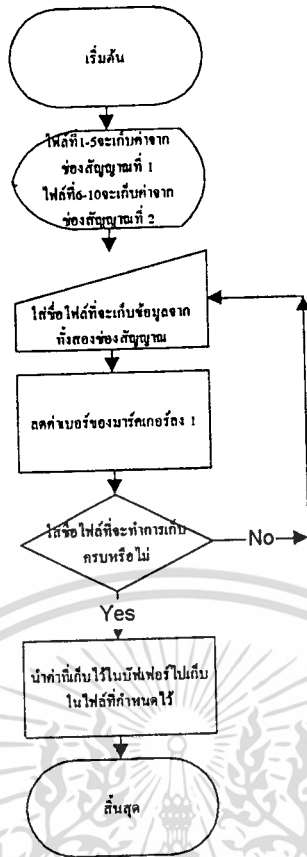 เริ่มต้น
ไฟล์ที่1-5จะเก็บค่าจาก
ช่องสัญญาณที่ 1
ไฟล์ที่6-10จะเก็บค่าจาก
ช่องสัญญาณที่ 2
ใส่ชื่อไฟล์ที่จะเก็บข้อมูลจาก
ทั้งสองช่องสัญญาณ
ลดค่าเบอร์ของมาร์คเกอร์ลง 1
ใส่ชื่อไฟล์ที่จะทำการเก็บ
ครบหรือไม่
No
Yes
นำค่าที่เก็บไว้ในบัฟเฟอร์ไปเก็บ
ในไฟล์ที่กำหนดไว้
สิ้นสุด